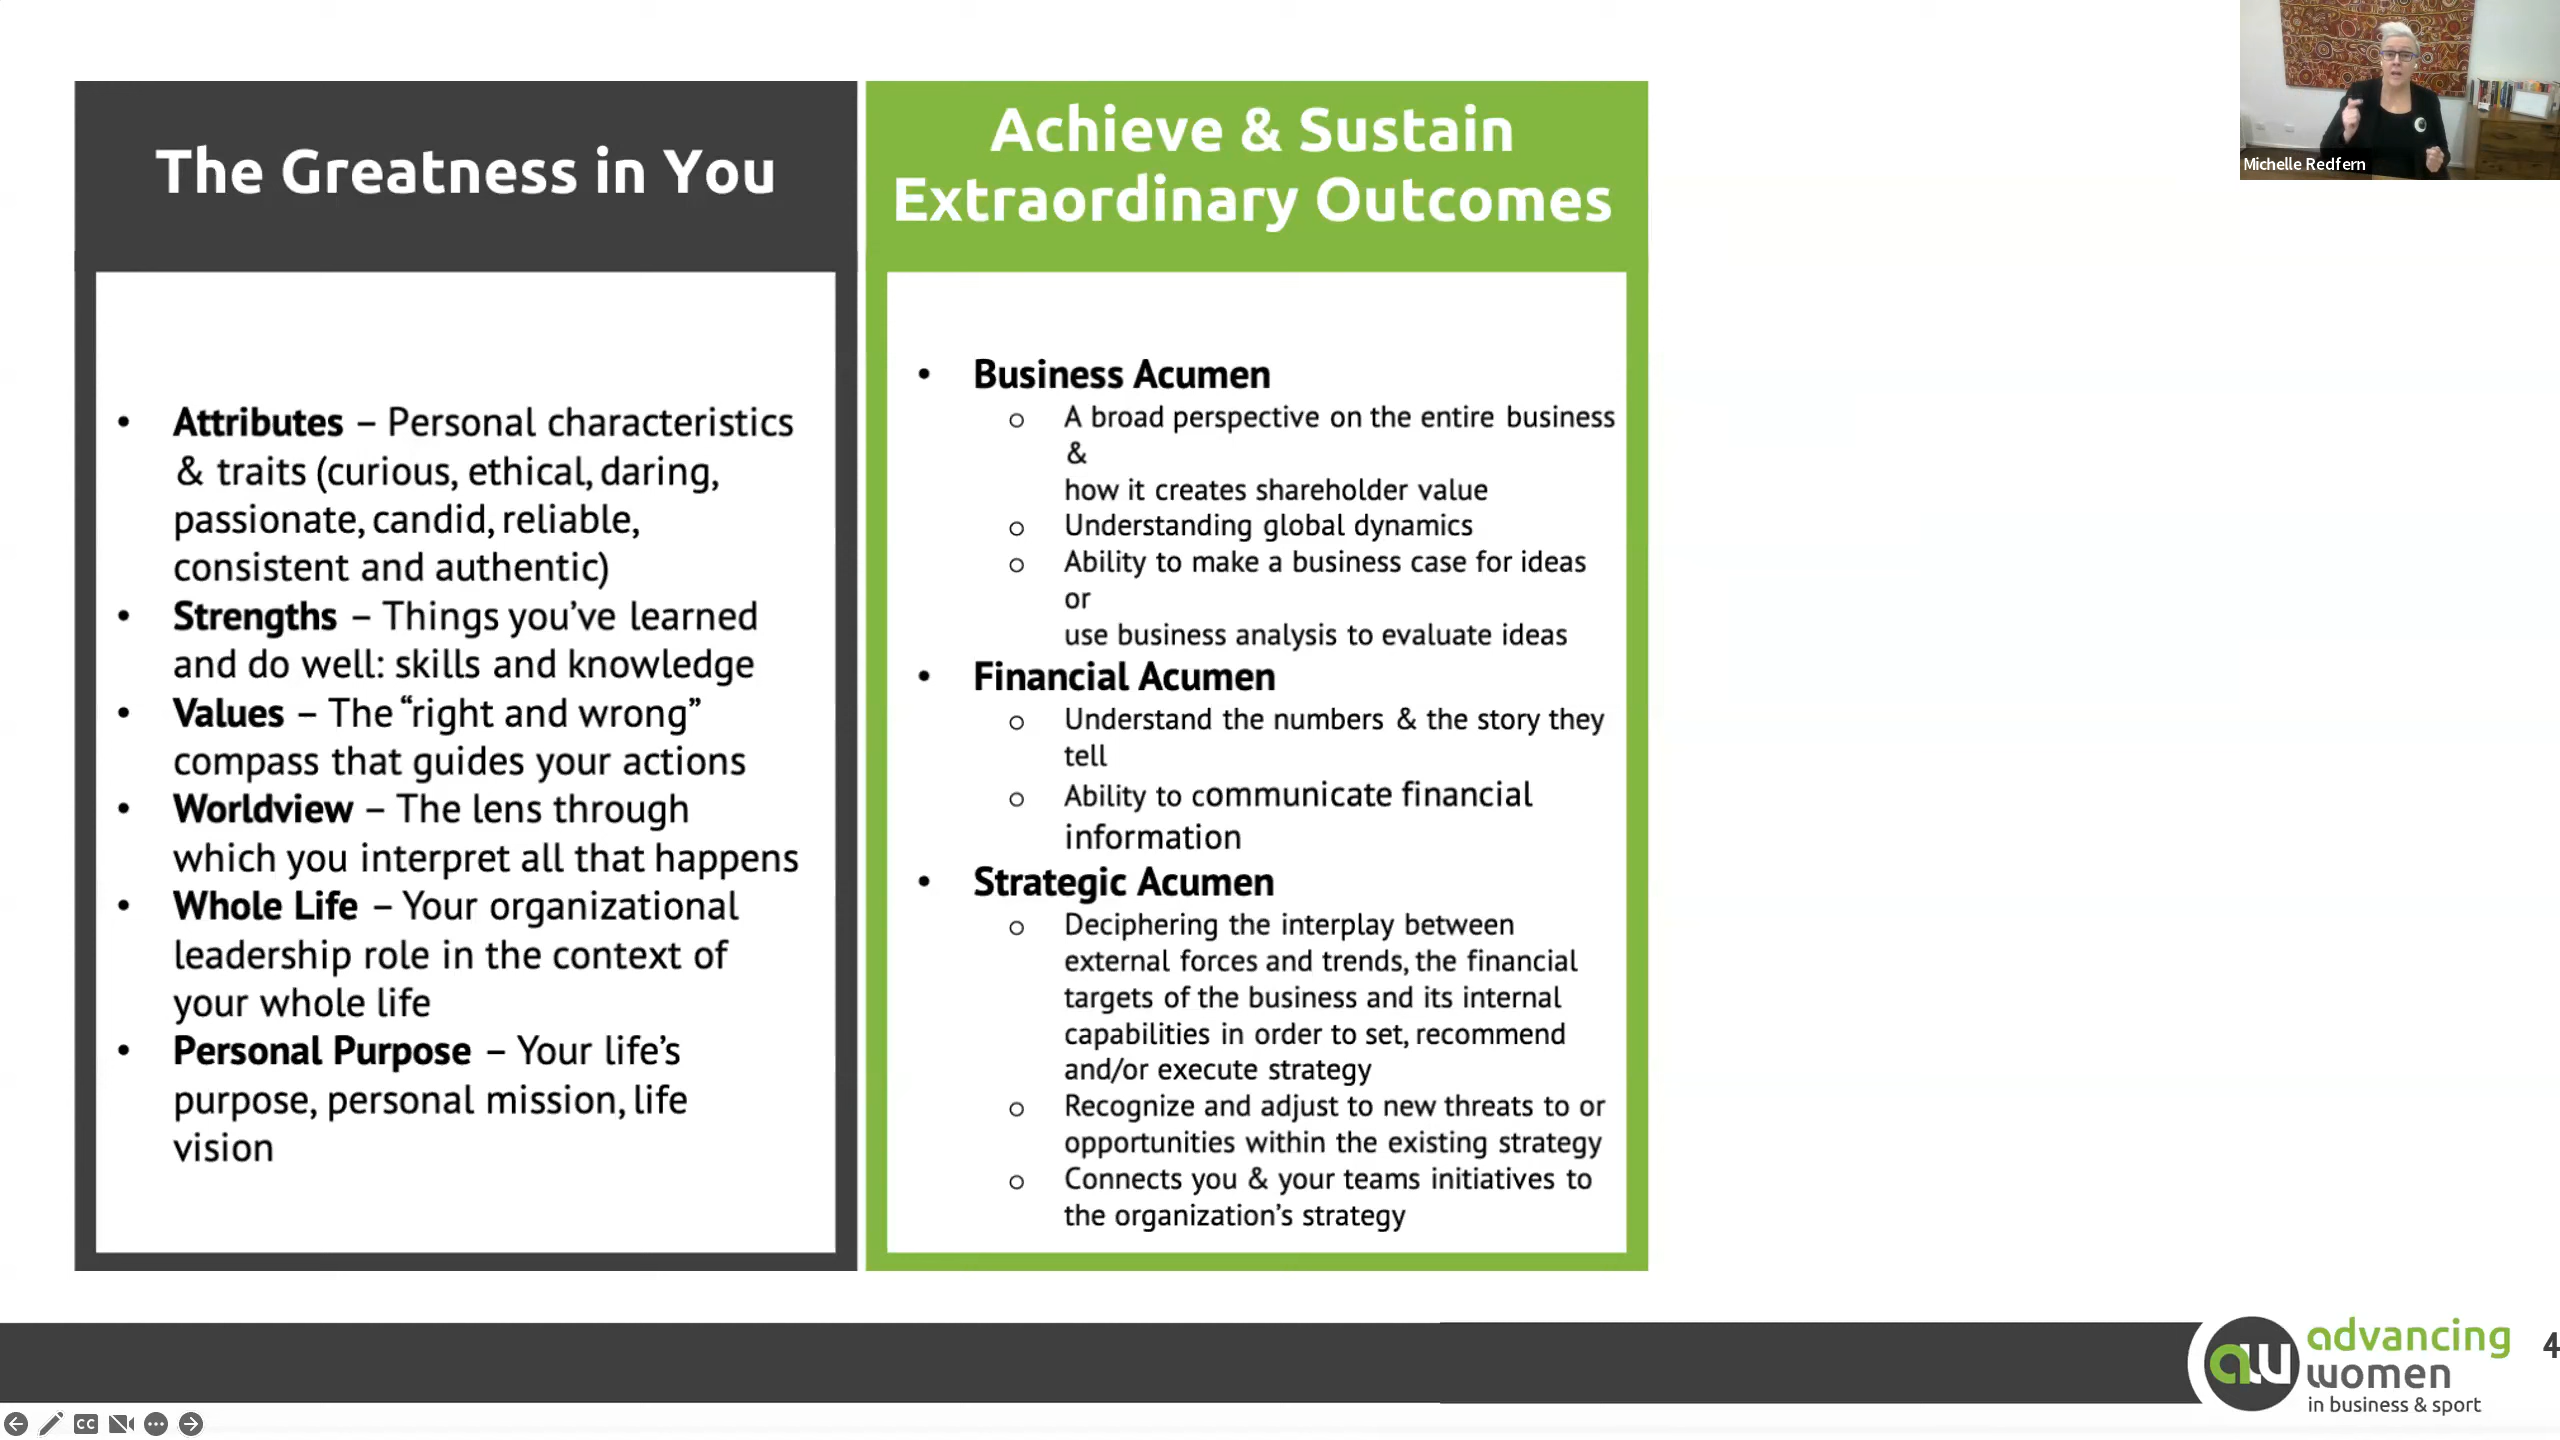 Michelle Redfern
The Greatness in You
• Attributes – Personal characteristics
& traits (curious, ethical, daring,
passionate, candid, reliable,
consistent and authentic)
• Strengths – Things you’ve learned
and do well: skills and knowledge
• Values – The “right and wrong”
compass that guides your actions
• Worldview – The lens through
which you interpret all that happens
• Whole Life – Your organizational
leadership role in the context of
your whole life
• Personal Purpose – Your life’s
purpose, personal mission, life
vision
Achieve & Sustain
Extraordinary Outcomes
• Business Acumen
o A broad perspective on the entire business
&
how it creates shareholder value
o Understanding global dynamics
o Ability to make a business case for ideas
or
use business analysis to evaluate ideas
• Financial Acumen
o Understand the numbers & the story they
tell
o Ability to communicate financial
information
• Strategic Acumen
o Deciphering the interplay between
external forces and trends, the financial
targets of the business and its internal
capabilities in order to set, recommend
and/or execute strategy
o Recognize and adjust to new threats to or
opportunities within the existing strategy
o Connects you & your teams initiatives to
the organization’s strategy
aw
advancing
women
in business & sport
4
CC